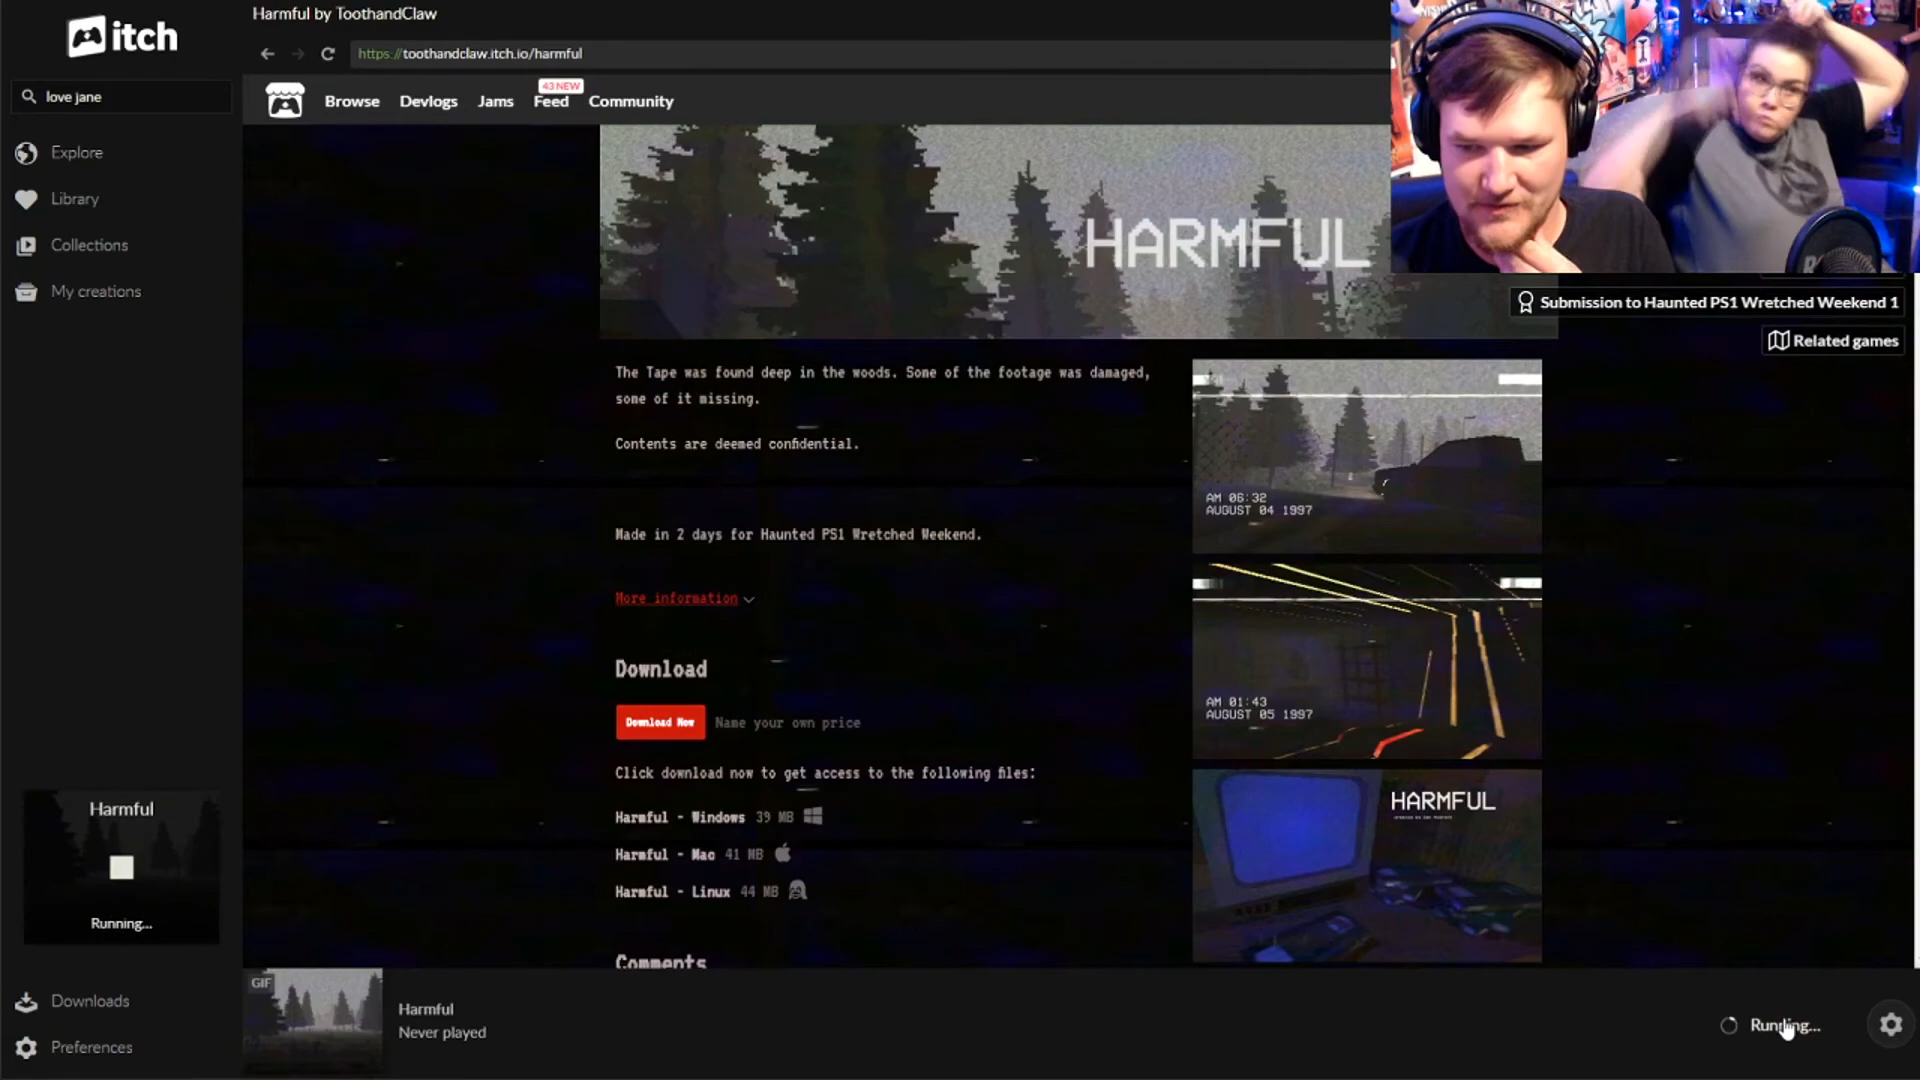 itch
Harmful by ToothandClaw
https://toothandclaw.itch.io/harmful
love jane
Browse
Devlogs
Jams
43 NEW
Feed
Community
Explore
Library
Collections
My creations
HARMFUL
Submission to Haunted PS1 Wretched Weekend 1
Related games
The Tape was found deep in the woods. Some of the footage was damaged,
some of it missing.
Contents are deemed confidential.
Made in 2 days for Haunted PS1 Wretched Weekend.
More information
Download
Download Now
Name your own price
Click download now to get access to the following files:
Harmful - Windows 39 MB
Harmful - Mac 41 MB
Harmful - Linux 44 MB
Comments
AM 06:32
AUGUST 04 1997
AM 01:43
AUGUST 05 1997
HARMFUL
Harmful
Running...
Downloads
Preferences
GIF
Harmful
Never played
Running...